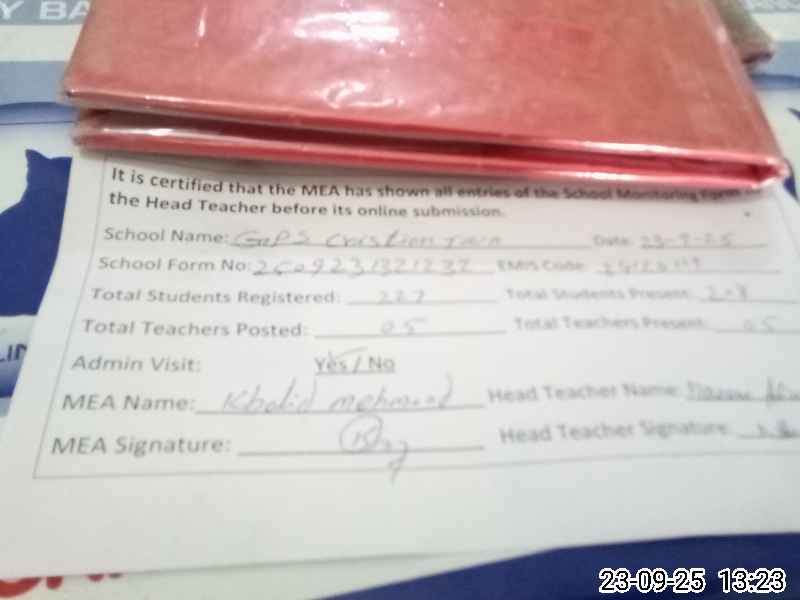 It is certified that the MEA has shown all entries of the School Monitoring Form
the Head Teacher before its online submission.
School Name: GGPS Cristion Town Date: 23-9-25
School Form No: 2509231321237 EMIS Code:
Total Students Registered: 227 Total Students Present: 208
Total Teachers Posted: 05 Total Teachers Present: 05
Admin Visit: Yes / No
MEA Name: Khalid mehmood Head Teacher Name:
MEA Signature: Head Teacher Signature:
23-09-25 13:23